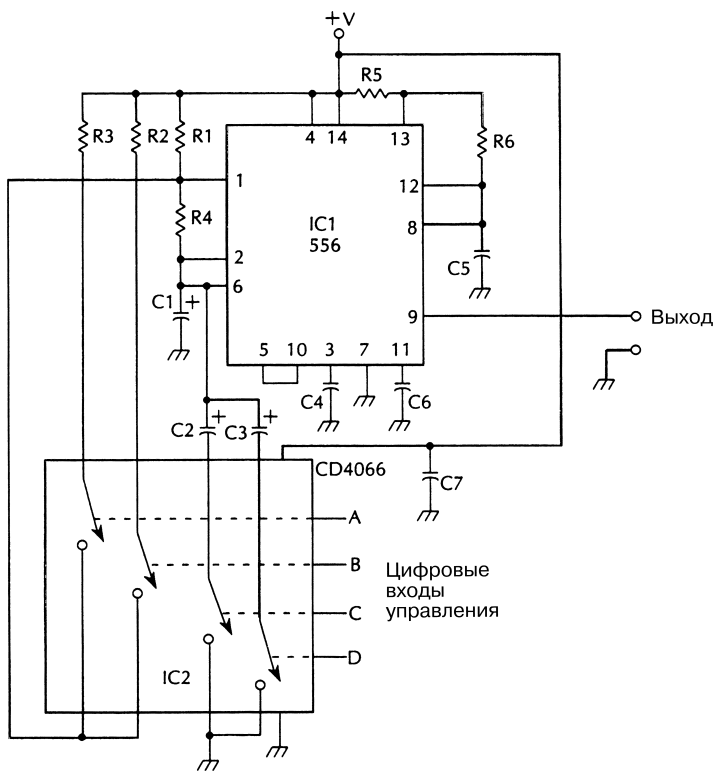 +V
R5
R3
R2
R1
4
14
13
R6
1
12
R4
IC1
556
8
2
C5
6
C1
+
9
Выход
5
10
3
7
11
C4
C6
C2
+
C3
+
CD4066
C7
A
B
Цифровые
входы
управления
C
D
IC2